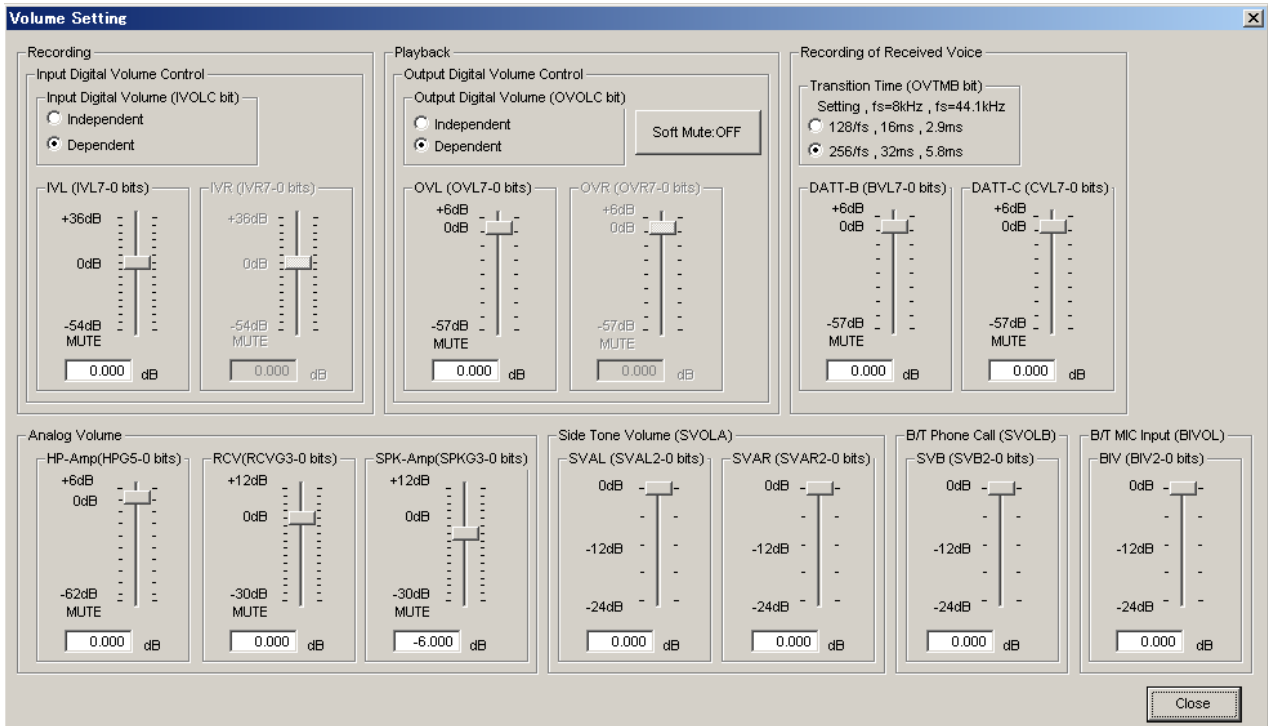 Volume Setting
Recording
Input Digital Volume Control
Input Digital Volume (IVOLC bit)
Independent
Dependent
IVL (IVL7-0 bits)
+36dB
0dB
-54dB
MUTE
0.000 dB
IVR (IVR7-0 bits)
+36dB
0dB
-54dB
MUTE
0.000 dB
Playback
Output Digital Volume Control
Output Digital Volume (OVOLC bit)
Independent
Dependent
Soft Mute:OFF
OVL (OVL7-0 bits)
+6dB
0dB
-57dB
MUTE
0.000 dB
OVR (OVR7-0 bits)
+6dB
0dB
-57dB
MUTE
0.000 dB
Recording of Received Voice
Transition Time (OVTMB bit)
Setting , fs=8kHz , fs=44.1kHz
128/fs , 16ms , 2.9ms
256/fs , 32ms , 5.8ms
DATT-B (BVL7-0 bits)
+6dB
0dB
-57dB
MUTE
0.000 dB
DATT-C (CVL7-0 bits)
+6dB
0dB
-57dB
MUTE
0.000 dB
Analog Volume
HP-Amp(HPG5-0 bits)
+6dB
0dB
-62dB
MUTE
0.000 dB
RCV(RCVG3-0 bits)
+12dB
0dB
-30dB
MUTE
0.000 dB
SPK-Amp(SPKG3-0 bits)
+12dB
0dB
-30dB
MUTE
-6.000 dB
Side Tone Volume (SVOLA)
SVAL (SVAL2-0 bits)
0dB
-12dB
-24dB
0.000 dB
SVAR (SVAR2-0 bits)
0dB
-12dB
-24dB
0.000 dB
B/T Phone Call (SVOLB)
SVB (SVB2-0 bits)
0dB
-12dB
-24dB
0.000 dB
B/T MIC Input (BIVOL)
BIV (BIV2-0 bits)
0dB
-12dB
-24dB
0.000 dB
Close